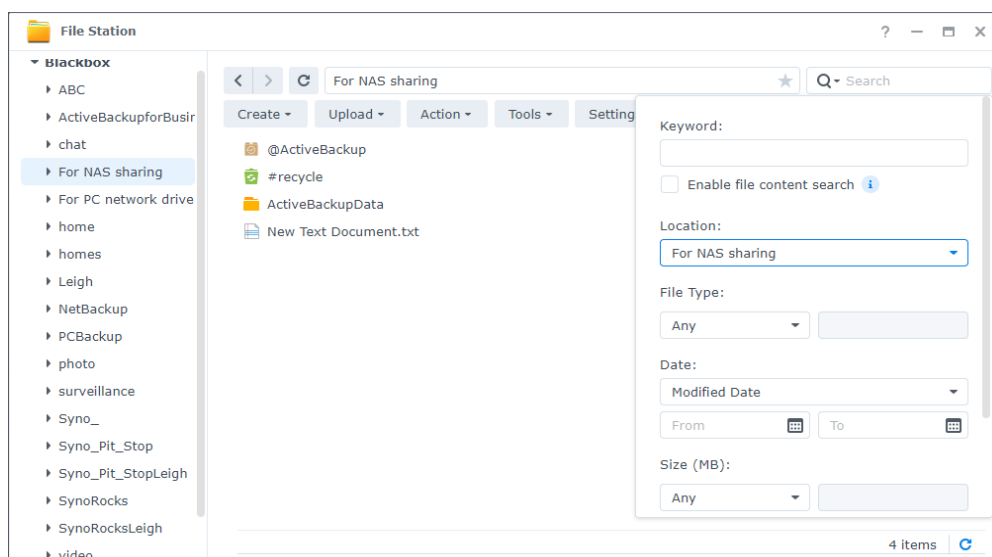 File Station
Blackbox
ABC
ActiveBackupforBusir
chat
For NAS sharing
For PC network drive
home
homes
Leigh
NetBackup
PCBackup
photo
surveillance
Syno_
Syno_Pit_Stop
Syno_Pit_StopLeigh
SynoRocks
SynoRocksLeigh
video
For NAS sharing
Search
Create
Upload
Action
Tools
Setting
@ActiveBackup
#recycle
ActiveBackupData
New Text Document.txt
Keyword:
Enable file content search
Location:
For NAS sharing
File Type:
Any
Date:
Modified Date
From
To
Size (MB):
Any
4 items